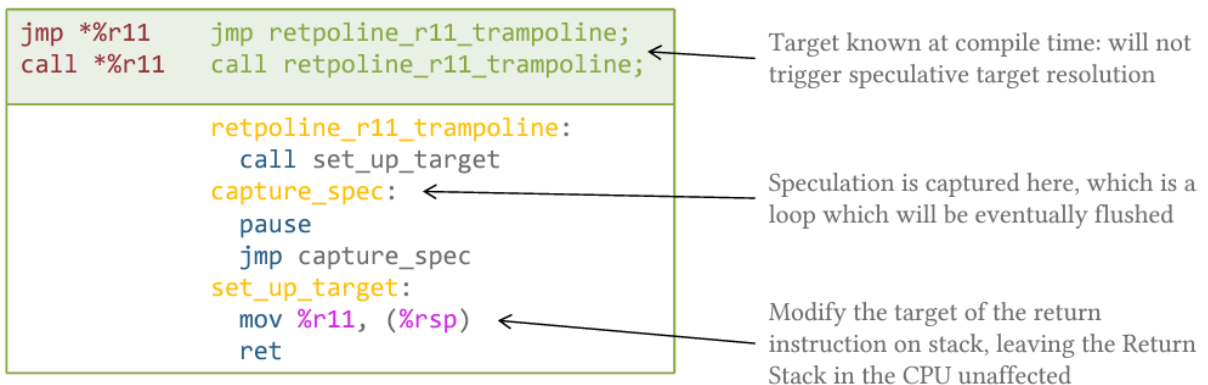 jmp *%r11 jmp retpoline_r11_trampoline;
call *%r11 call retpoline_r11_trampoline;
Target known at compile time: will not
trigger speculative target resolution
retpoline_r11_trampoline:
call set_up_target
capture_spec:
pause
jmp capture_spec
set_up_target:
mov %r11, (%rsp)
ret
Speculation is captured here, which is a
loop which will be eventually flushed
Modify the target of the return
instruction on stack, leaving the Return
Stack in the CPU unaffected